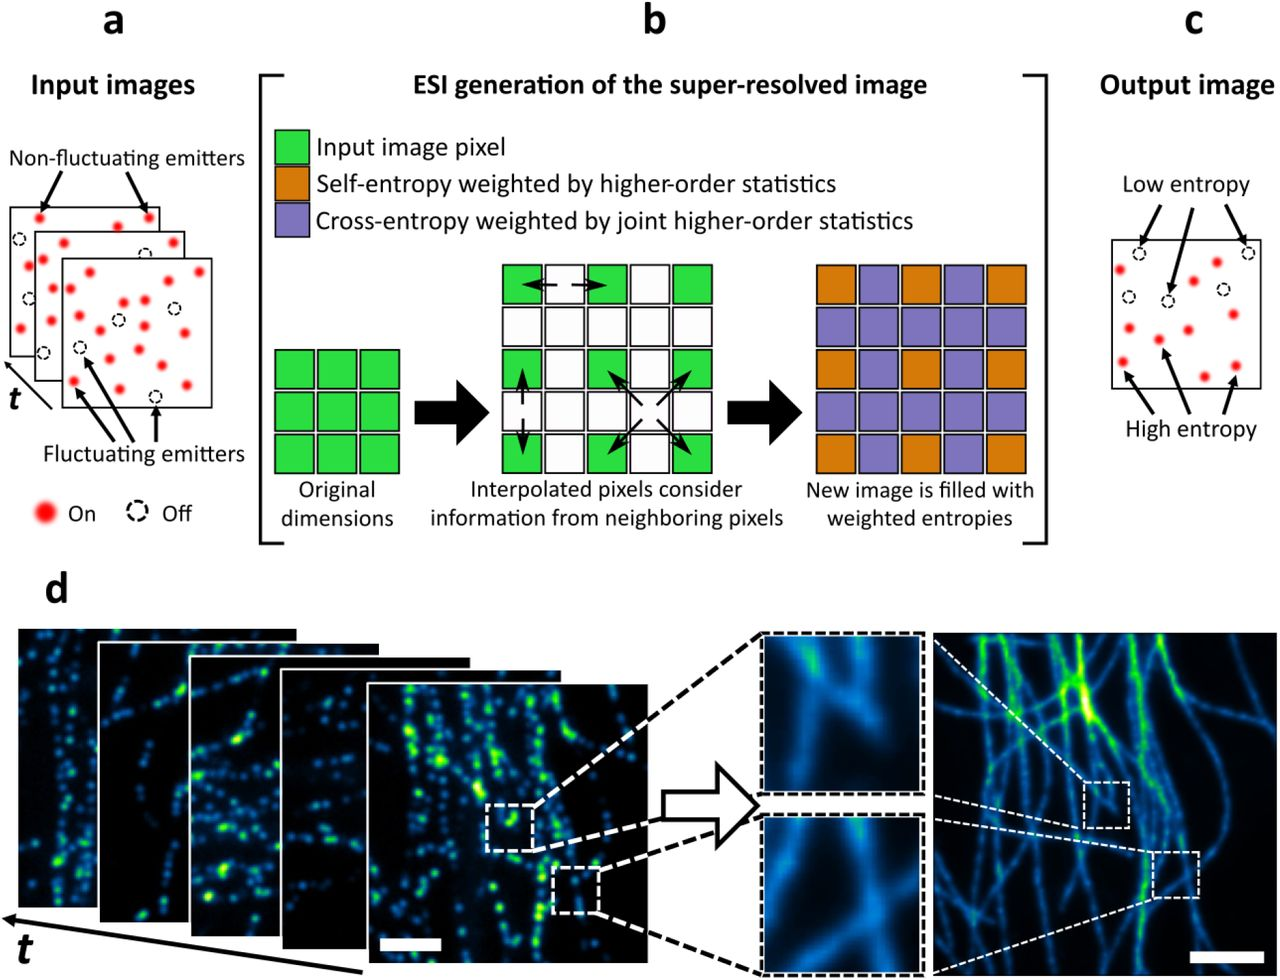 a
b
c
Input images
ESI generation of the super-resolved image
Output image
Non-fluctuating emitters
Input image pixel
Self-entropy weighted by higher-order statistics
Cross-entropy weighted by joint higher-order statistics
Low entropy
t
Fluctuating emitters
On
Off
Original
dimensions
Interpolated pixels consider
information from neighboring pixels
New image is filled with
weighted entropies
High entropy
d
t